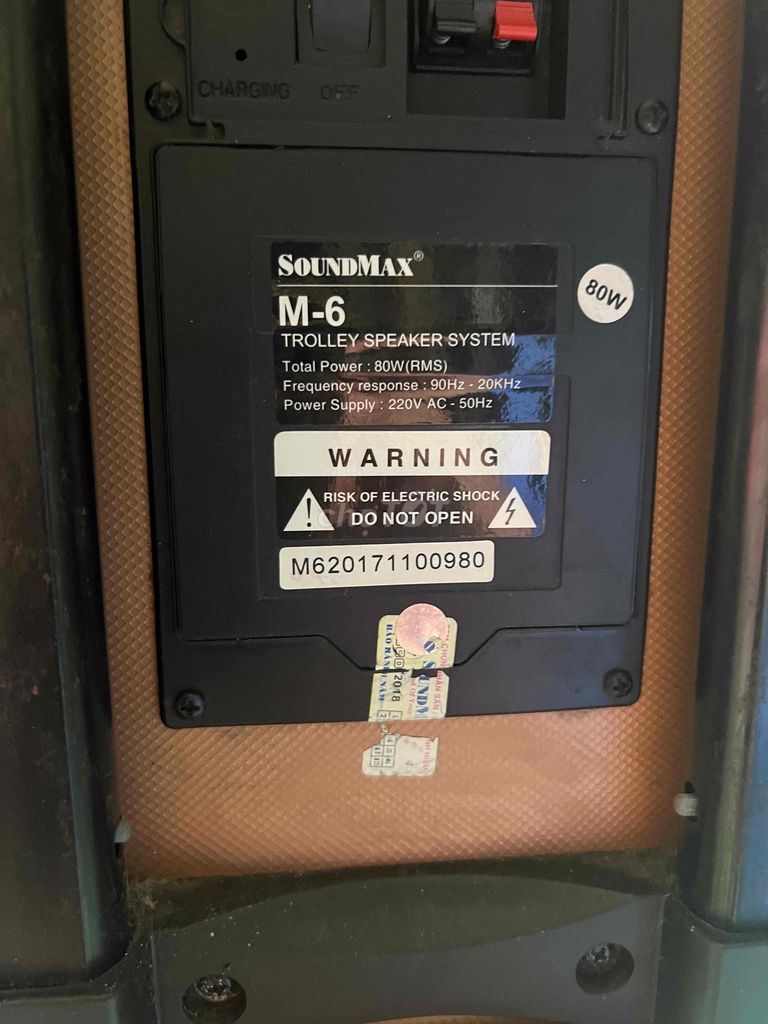 CHARGING OFF
SOUNDMAX®
M-6
TROLLEY SPEAKER SYSTEM
Total Power : 80W(RMS)
Frequency response : 90Hz - 20KHz
Power Supply : 220V AC - 50Hz
80W
WARNING
RISK OF ELECTRIC SHOCK
DO NOT OPEN
M620171100980
2018